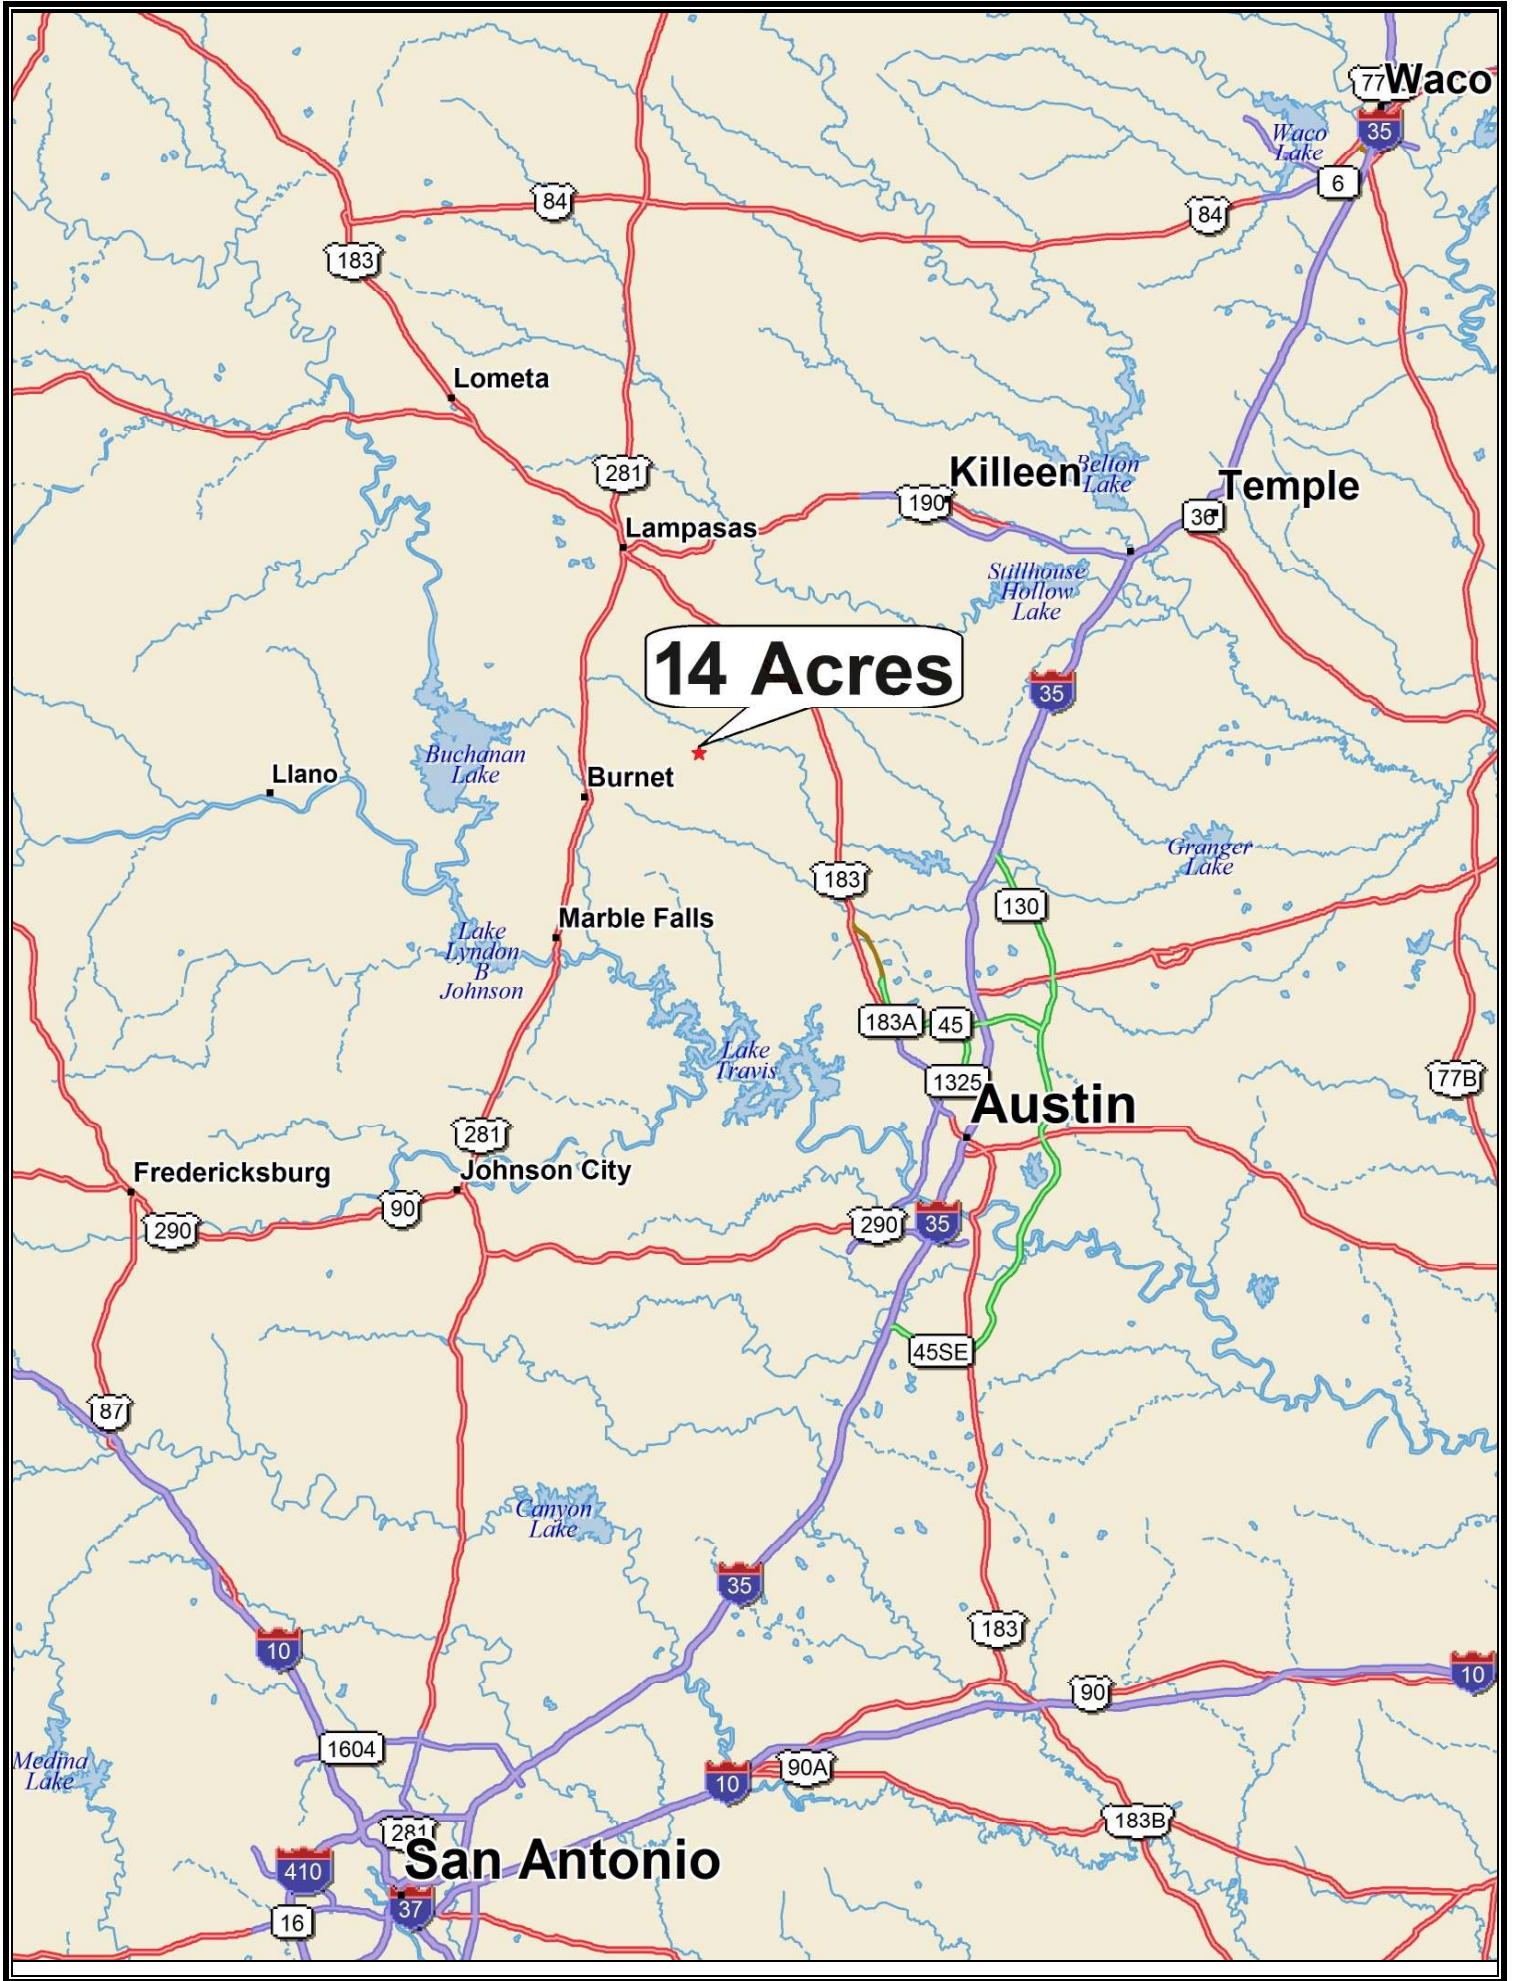 77
Waco
Waco
Lake
35
6
84
84
183
Lometa
281
Killeen
Belton
Lake
190
Temple
36
Lampasas
Stillhouse
Hollow
Lake
14 Acres
35
Buchanan
Lake
Llano
Burnet
Granger
Lake
183
130
Marble Falls
Lake
Lyndon
B
Johnson
183A
45
Lake
Travis
1325
77B
Austin
281
Fredericksburg
Johnson City
90
290
290
35
45SE
87
Canyon
Lake
35
183
10
10
90
1604
Medina
Lake
90A
10
183B
281
San Antonio
410
37
16